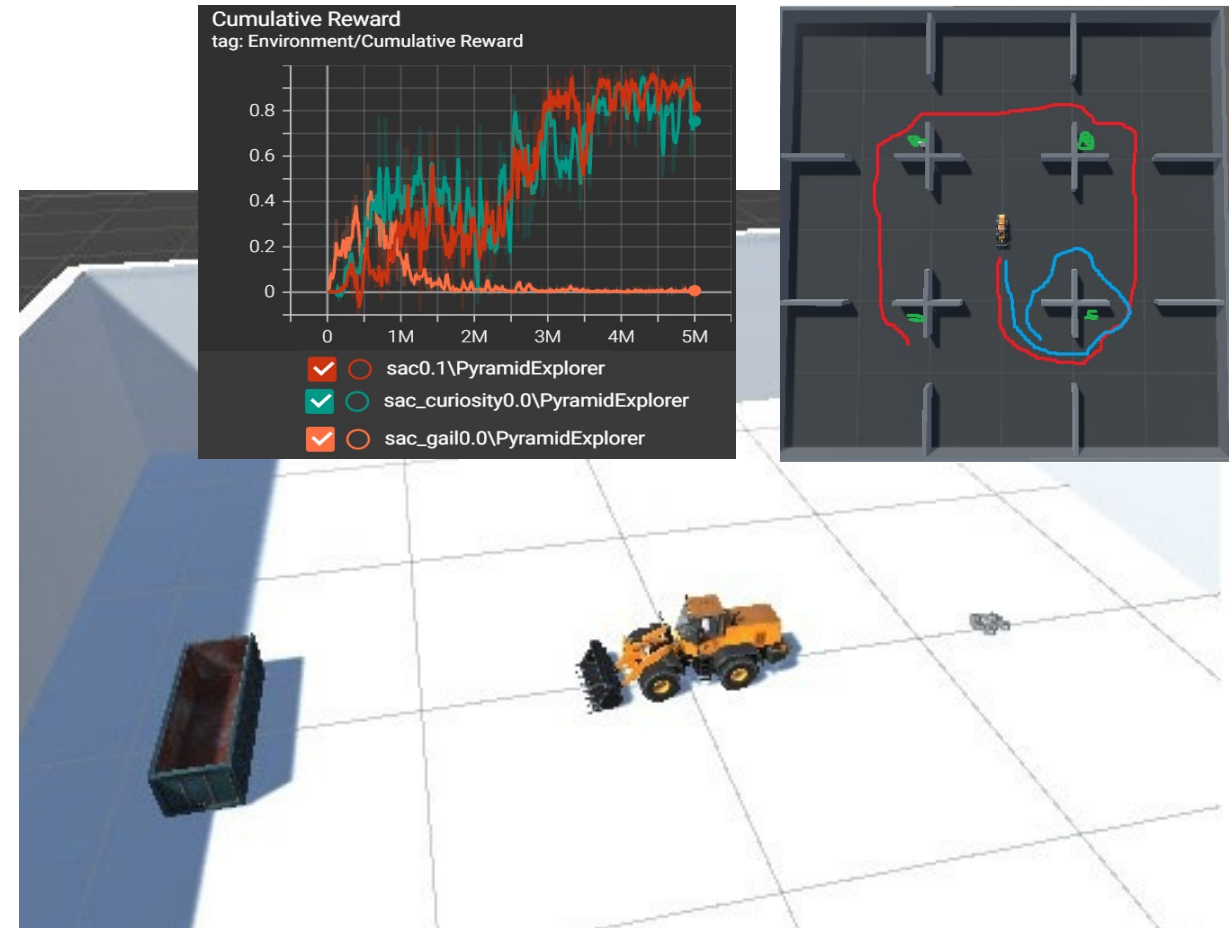 Cumulative Reward
tag: Environment/Cumulative Reward
0.8
0.6
0.4
0.2
0
0 1M 2M 3M 4M 5M
sac0.1\PyramidExplorer
sac_curiosity0.0\PyramidExplorer
sac_gail0.0\PyramidExplorer